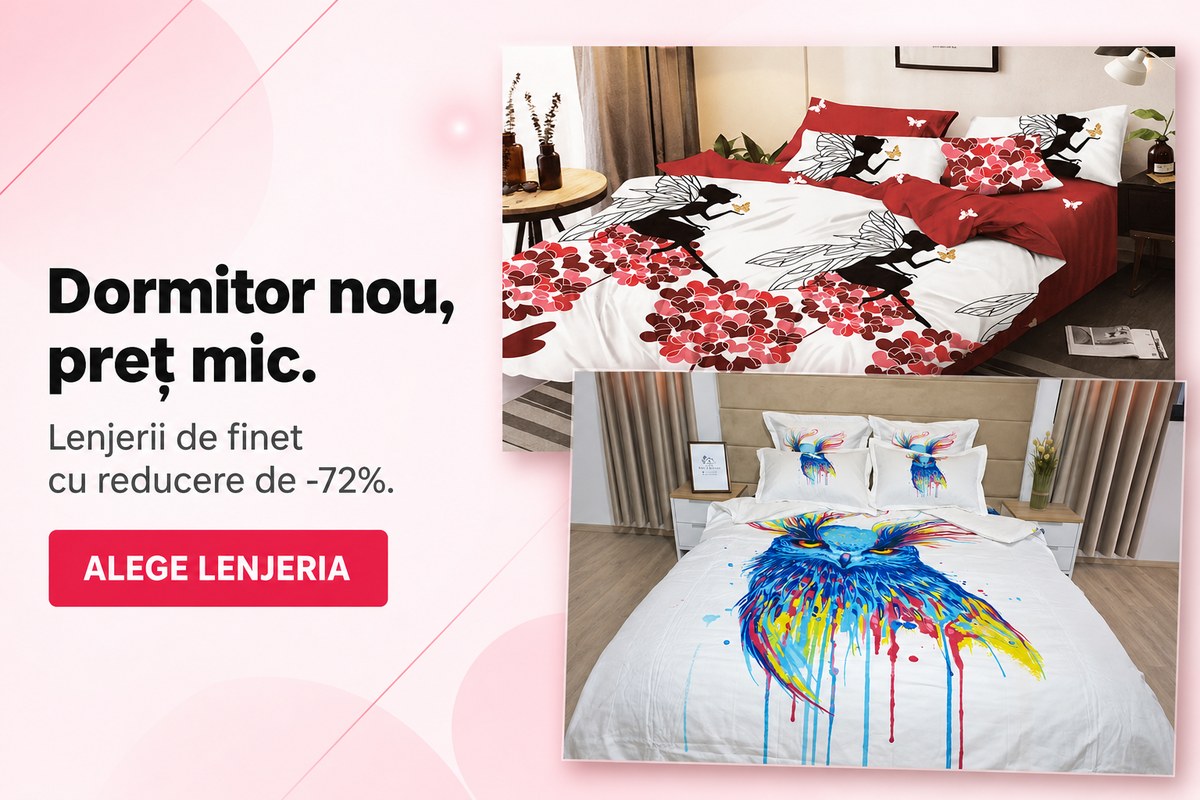 Dormitor nou,
preț mic.
Lenjerii de finet
cu reducere de -72%.
ALEGE LENJERIA